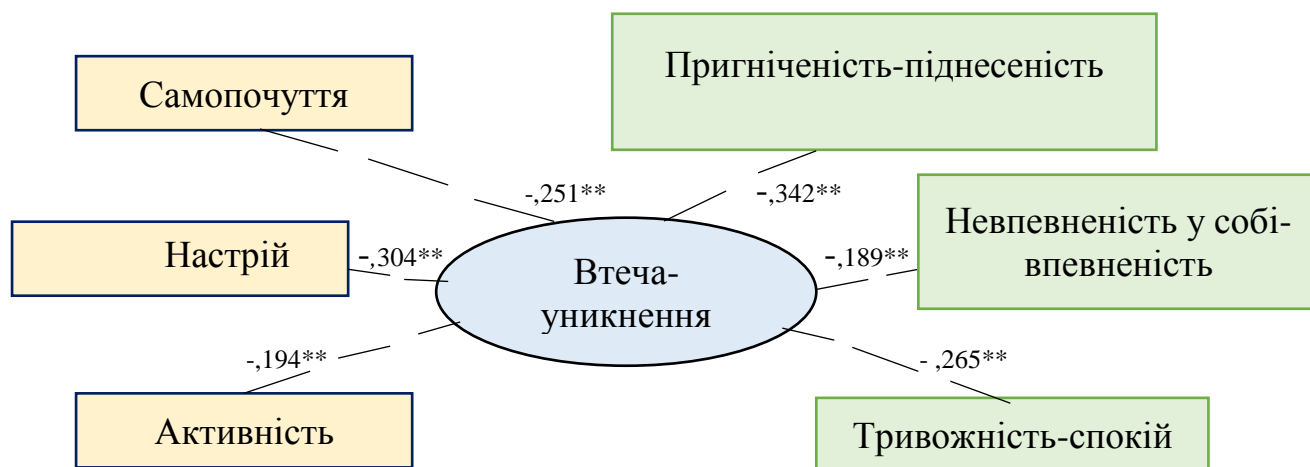 Пригніченість-піднесеність
Самопочуття
-,251**
-,342**
Настрій
-,304**
Втеча-
уникнення
-,189**
Невпевненість у собі-
впевненість
-,194**
- ,265**
Активність
Тривожність-спокій